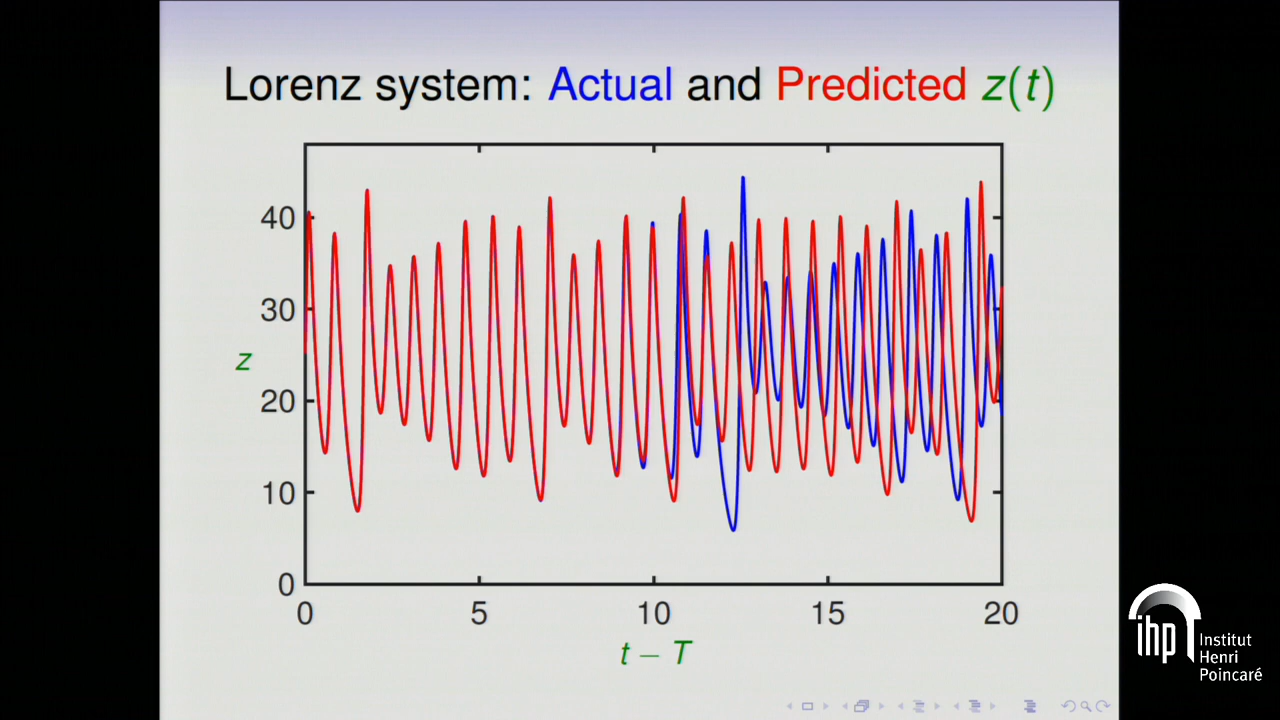 Lorenz system: Actual and Predicted z(t)
40
30
z
20
10
0
0 5 10 15 20
t − T
ihp Institut
Henri
Poincaré